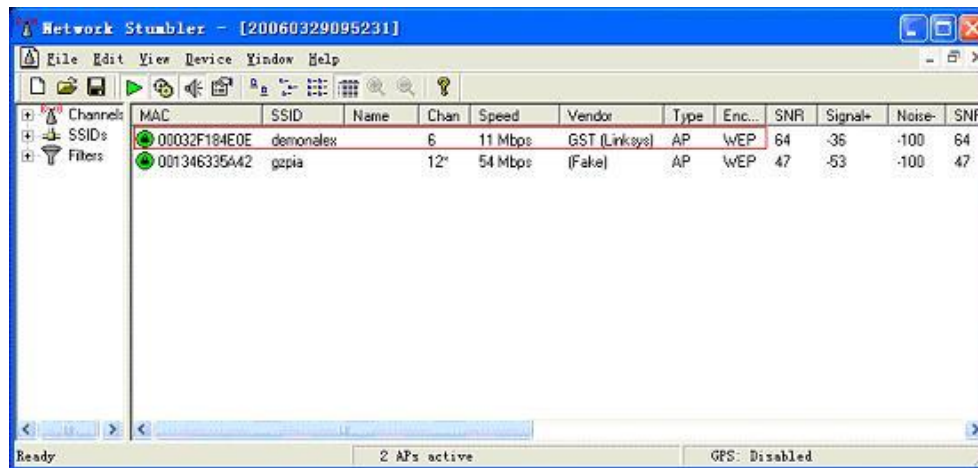 Network Stumbler - [20060329095231]
File Edit View Device Window Help
Channels
SSIDs
Filters
MAC SSID Name Chan Speed Vendor Type Enc... SNR Signal+ Noise- SNR
00032F184E0E demonalex 6 11 Mbps GST (Linksys) AP WEP 64 -36 -100 64
001346335A42 gzpia 12* 54 Mbps (Fake) AP WEP 47 -53 -100 47
Ready 2 APs active GPS: Disabled